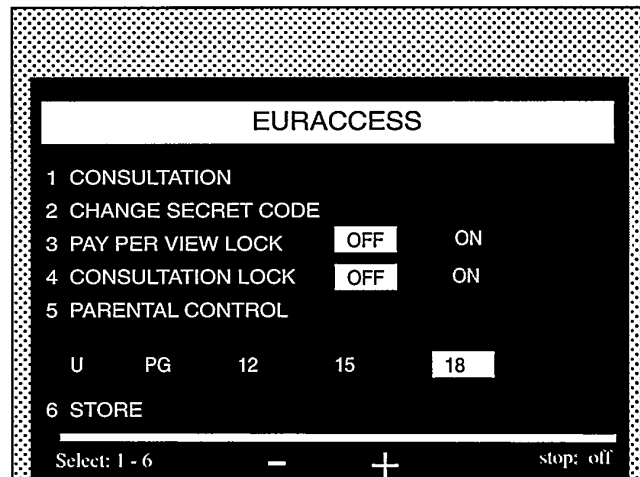 EURACCESS
1 CONSULTATION
2 CHANGE SECRET CODE
3 PAY PER VIEW LOCK OFF ON
4 CONSULTATION LOCK OFF ON
5 PARENTAL CONTROL
U PG 12 15 18
6 STORE
Select: 1 - 6 – + stop: off